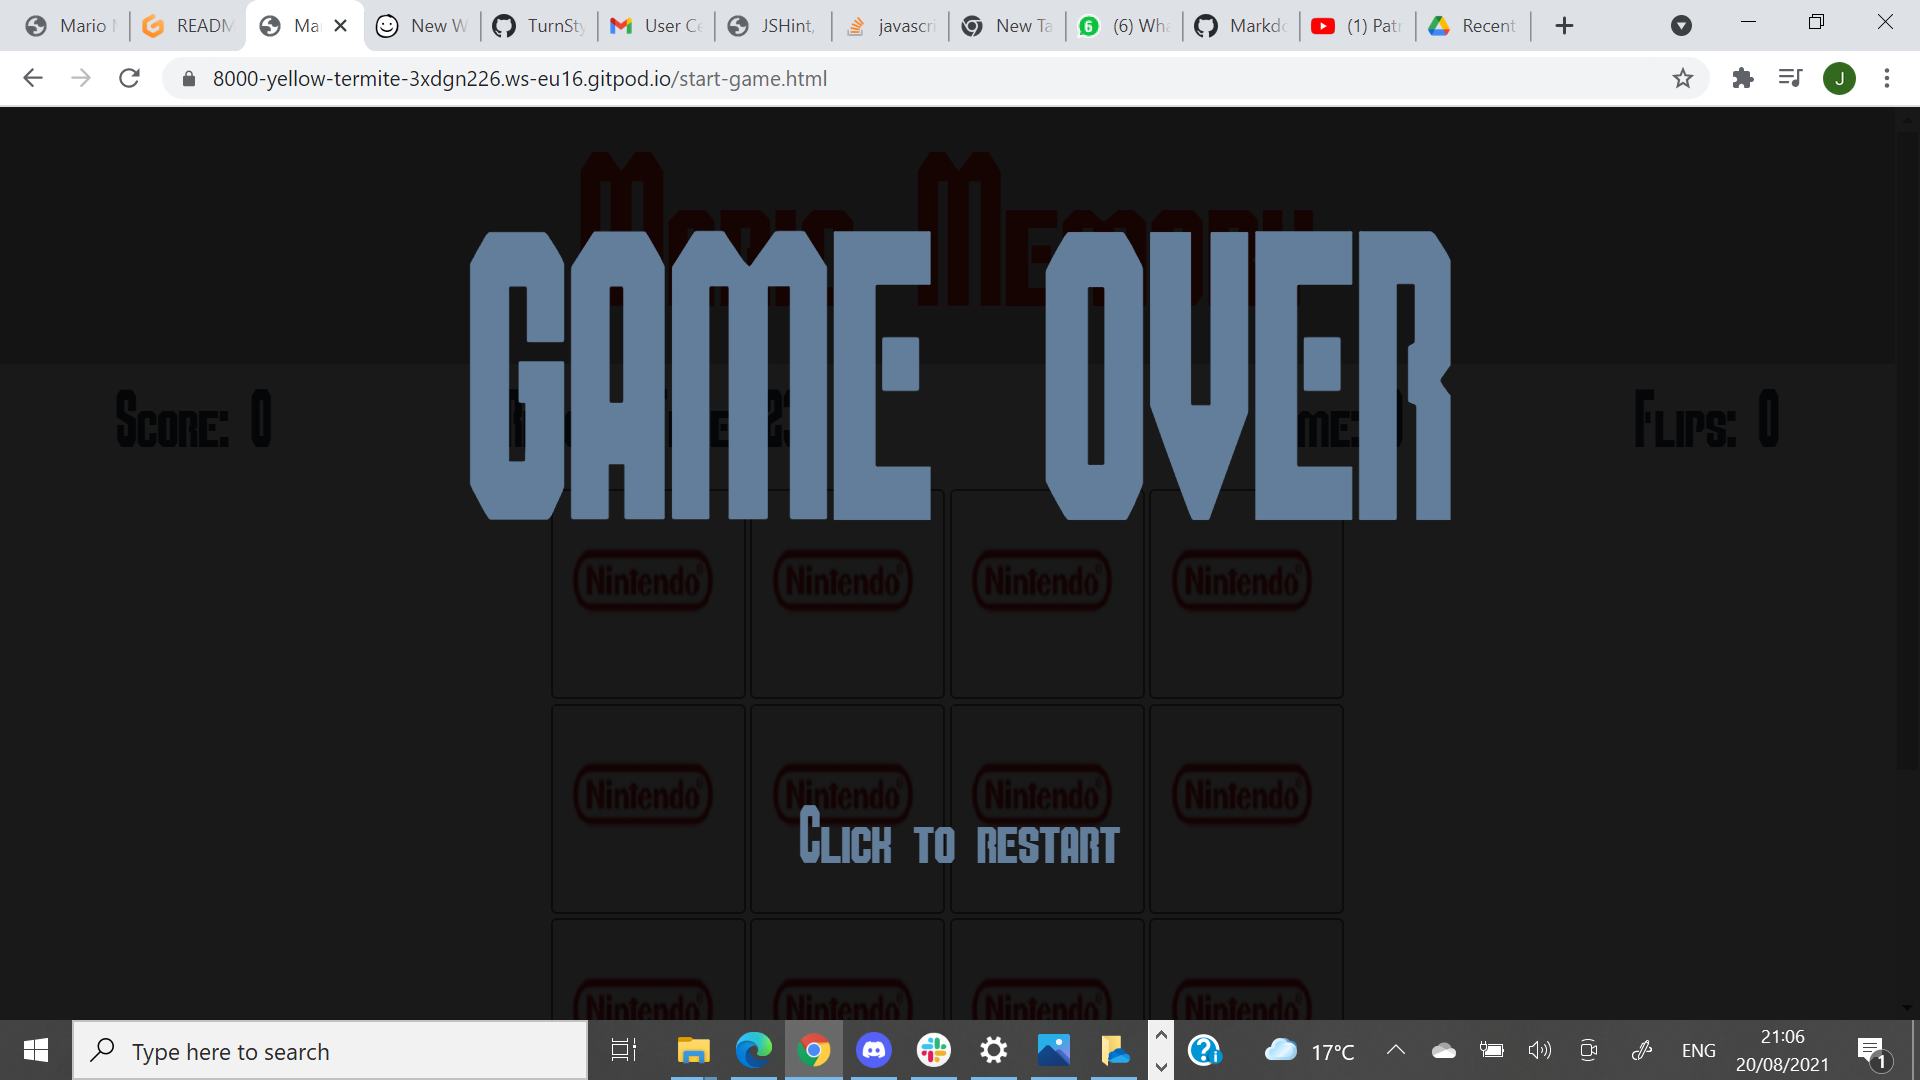 Mario
READM
Ma
New W
TurnSty
User Ce
JSHint,
javascri
New Ta
(6) Wha
Markdo
(1) Patr
Recent
8000-yellow-termite-3xdgn226.ws-eu16.gitpod.io/start-game.html
J
Mario Memory
GAME OVER
Score: 0
Flips: 0
Nintendo® Nintendo® Nintendo® Nintendo®
Nintendo® Nintendo® Nintendo® Nintendo®
Click to restart
Nintendo® Nintendo® Nintendo® Nintendo®
Type here to search
17°C
ENG
21:06
20/08/2021
1